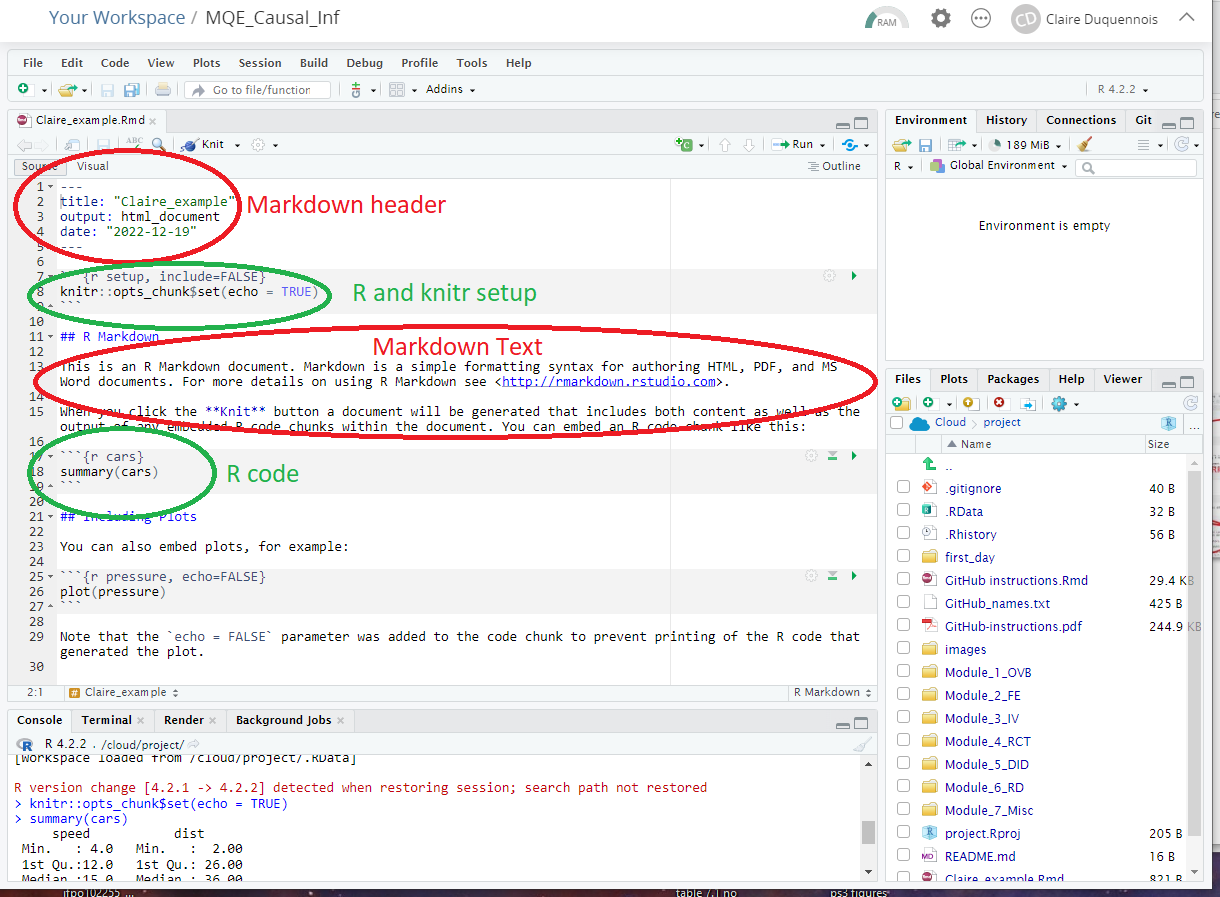 Your Workspace / MQE_Causal_Inf
RAM
CD Claire Duquennois
File Edit Code View Plots Session Build Debug Profile Tools Help
Go to file/function
Addins
R 4.2.2
Claire_example.Rmd
ABC
Knit
Run
Source Visual
Outline
1 ---
2 title: "Claire_example"
3 output: html_document
4 date: "2022-12-19"
5 ---
Markdown header
6
7 ```{r setup, include=FALSE}
8 knitr::opts_chunk$set(echo = TRUE)
9 ```
R and knitr setup
10
11 ## R Markdown
12
Markdown Text
13 This is an R Markdown document. Markdown is a simple formatting syntax for authoring HTML, PDF, and MS
Word documents. For more details on using R Markdown see <http://rmarkdown.rstudio.com>.
14
15 When you click the **Knit** button a document will be generated that includes both content as well as the
output of any embedded R code chunks within the document. You can embed an R code chunk like this:
16
17 ```{r cars}
18 summary(cars)
19 ```
R code
20
21 ## Including Plots
22
23 You can also embed plots, for example:
24
25 ```{r pressure, echo=FALSE}
26 plot(pressure)
27 ```
28
29 Note that the `echo = FALSE` parameter was added to the code chunk to prevent printing of the R code that
generated the plot.
30
2:1 # Claire_example
R Markdown
Console Terminal Render Background Jobs
R 4.2.2 . /cloud/project/
[Workspace loaded from /cloud/project/.RData]
R version change [4.2.1 -> 4.2.2] detected when restoring session; search path not restored
> knitr::opts_chunk$set(echo = TRUE)
> summary(cars)
speed dist
Min. : 4.0 Min. : 2.00
1st Qu.:12.0 1st Qu.: 26.00
Median :15.0 Median : 36.00
Environment History Connections Git
189 MiB
R Global Environment
Environment is empty
Files Plots Packages Help Viewer
Cloud project
...
Name Size
..
.gitignore 40 B
.RData 32 B
.Rhistory 56 B
first_day
GitHub instructions.Rmd 29.4 KB
GitHub_names.txt 425 B
GitHub-instructions.pdf 244.9 KB
images
Module_1_OVB
Module_2_FE
Module_3_IV
Module_4_RCT
Module_5_DID
Module_6_RD
Module_7_Misc
project.Rproj 205 B
README.md 16 B
Claire_example.Rmd 821 B
table 7.1 no
ps3 figures